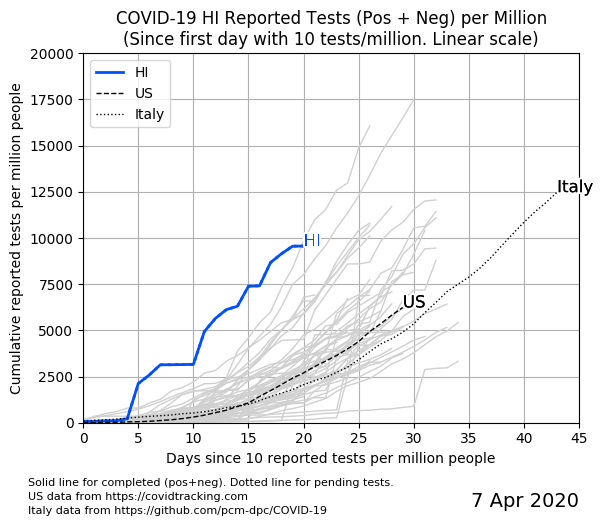 COVID-19 HI Reported Tests (Pos + Neg) per Million
(Since first day with 10 tests/million. Linear scale)
Cumulative reported tests per million people
20000
17500
15000
12500
10000
7500
5000
2500
0
HI
US
Italy
HI
US
Italy
0 5 10 15 20 25 30 35 40 45
Days since 10 reported tests per million people
Solid line for completed (pos+neg). Dotted line for pending tests.
US data from https://covidtracking.com
Italy data from https://github.com/pcm-dpc/COVID-19
7 Apr 2020